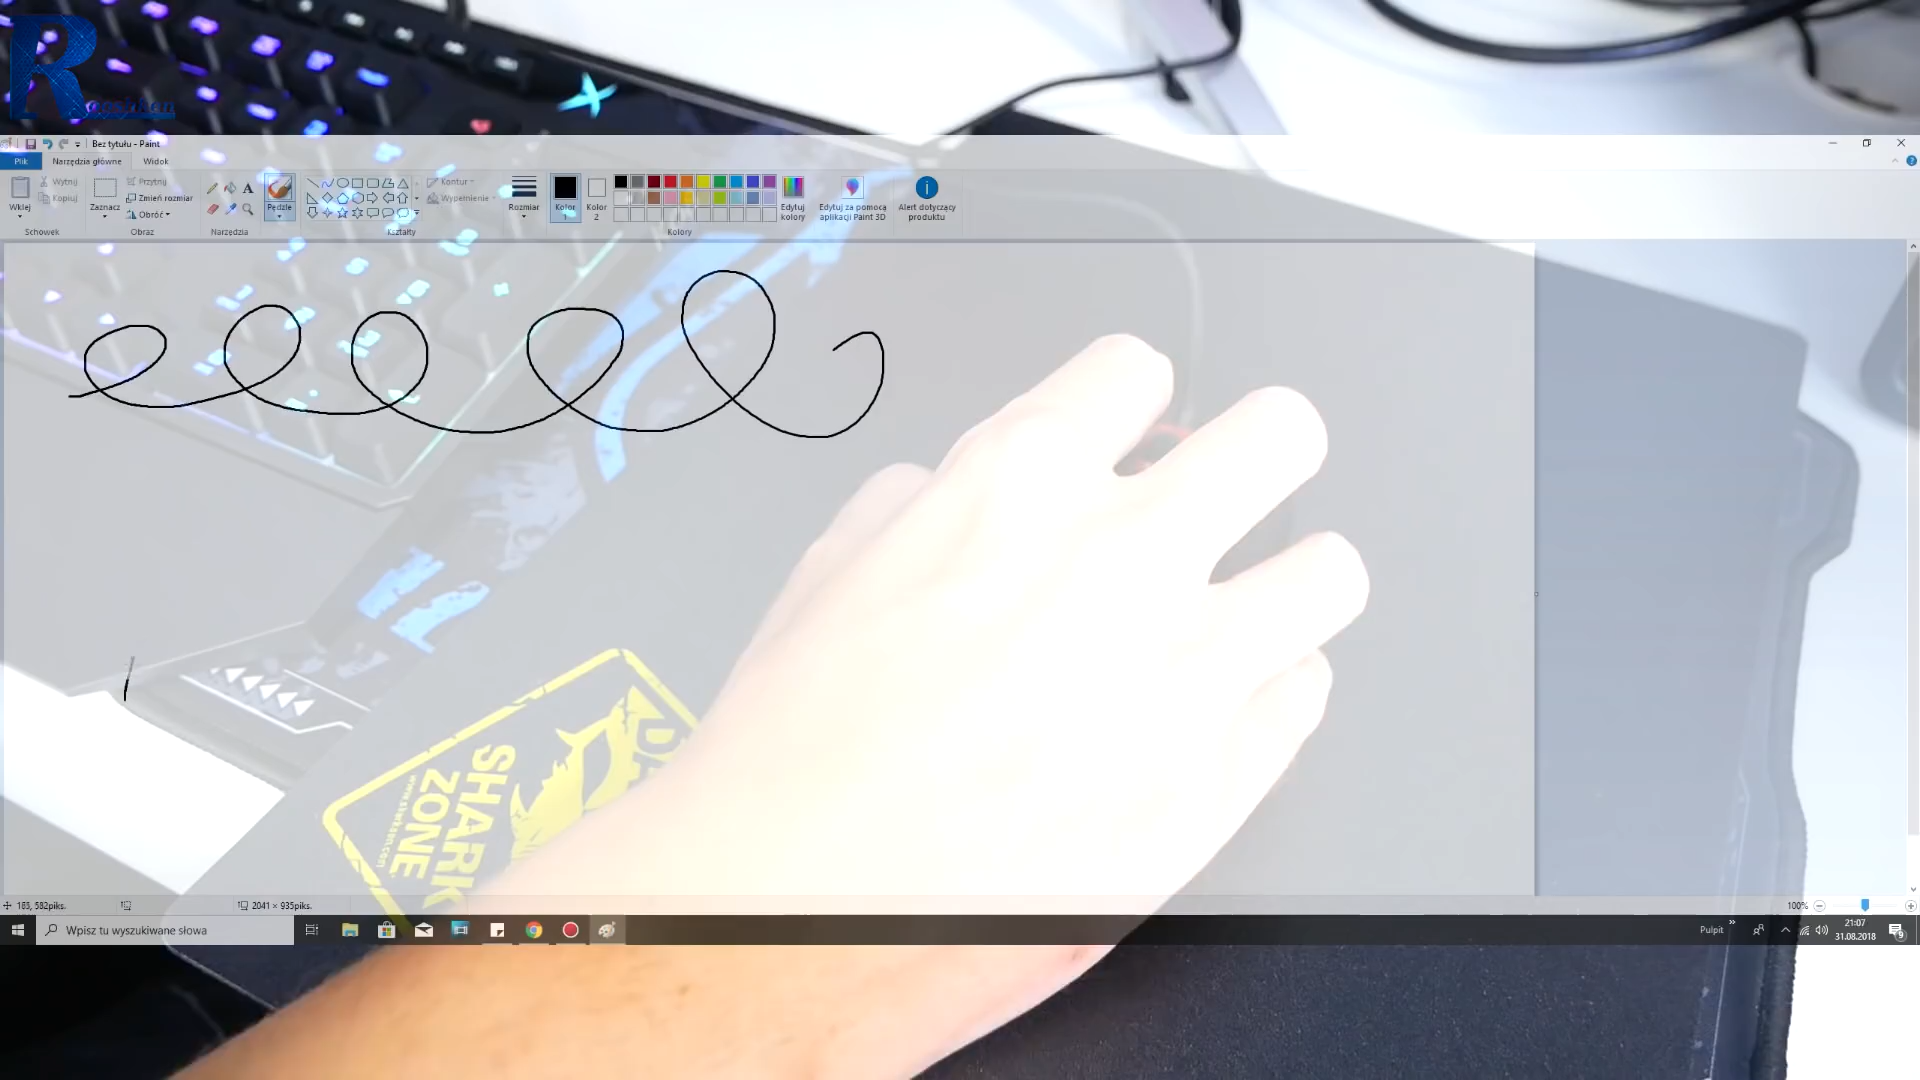 Bez tytułu - Paint
Plik Narzędzia główne Widok
Wklej
Wytnij
Kopiuj
Schowek
Zaznacz
Przytnij
Zmień rozmiar
Obróć
Obraz
A
Narzędzia
Pędzle
Kształty
Kontur
Wypełnienie
Rozmiar
Kolor
1
Kolor
2
Kolory
Edytuj
kolory
Edytuj za pomocą
aplikacji Paint 3D
Alert dotyczący
produktu
SHARK
ZONE
2041 × 935piks.
100%
Wpisz tu wyszukiwane słowa
Pulpit
21:07
31.08.2018